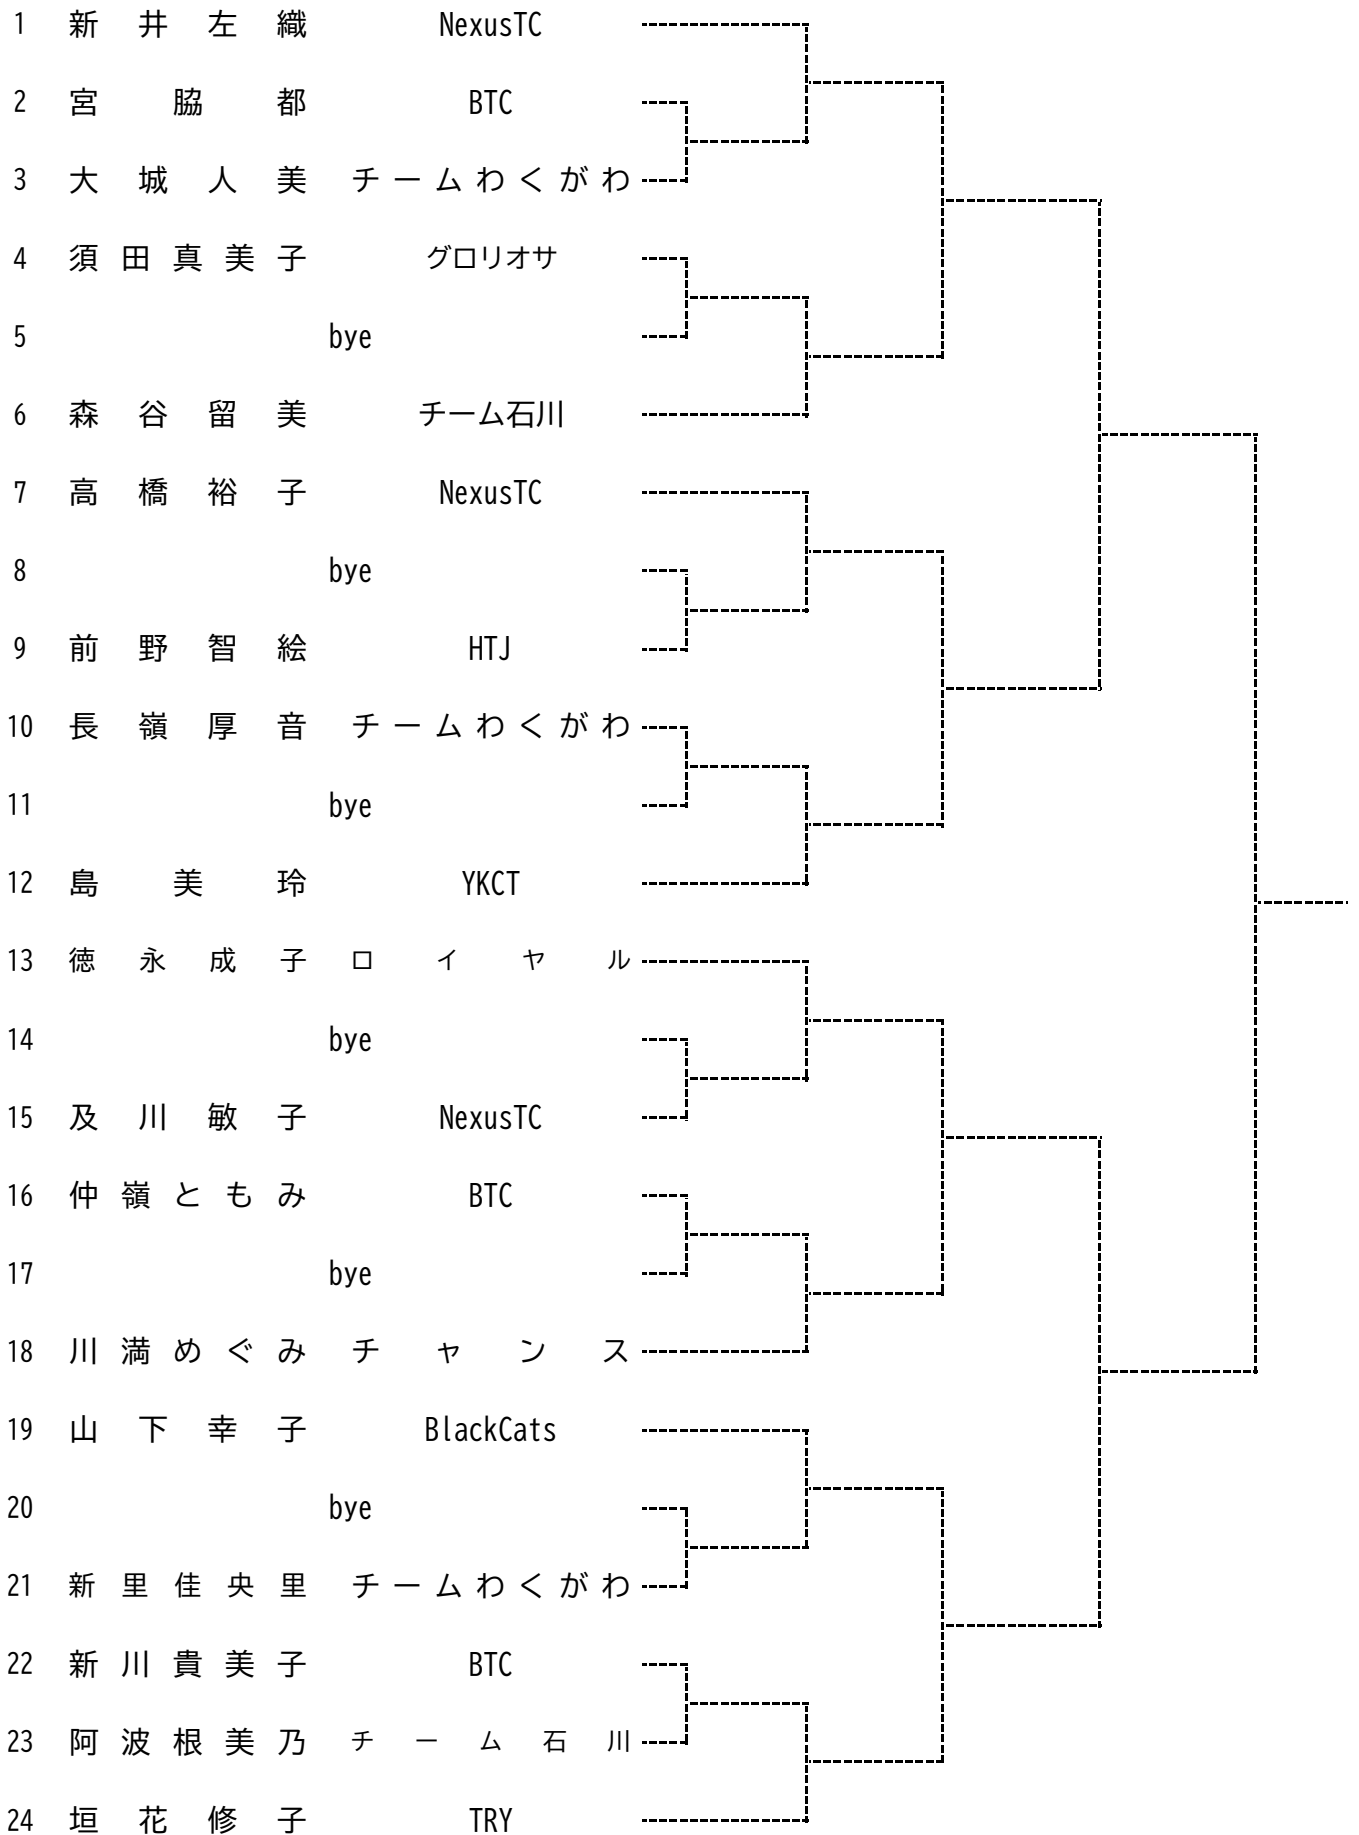 1 新井左織 NexusTC
2 宮脇都 BTC
3 大城人美 チームわくがわ
4 須田真美子 グロリオサ
5 bye
6 森谷留美 チーム石川
7 高橋裕子 NexusTC
8 bye
9 前野智絵 HTJ
10 長嶺厚音 チームわくがわ
11 bye
12 島美玲 YKCT
13 徳永成子 ロイヤル
14 bye
15 及川敏子 NexusTC
16 仲嶺ともみ BTC
17 bye
18 川満めぐみ チャンス
19 山下幸子 BlackCats
20 bye
21 新里佳央里 チームわくがわ
22 新川貴美子 BTC
23 阿波根美乃 チーム石川
24 垣花修子 TRY